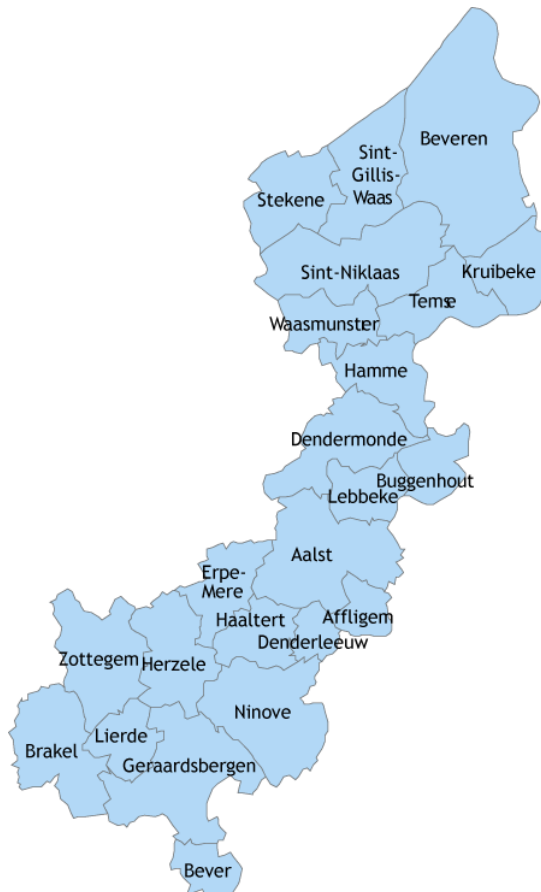 Beveren
Sint-
Gillis-
Waas
Stekene
Sint-Niklaas
Kruibeke
Temse
Waasmunster
Hamme
Dendermonde
Buggenhout
Lebbeke
Aalst
Erpe-
Mere
Haaltert
Affligem
Denderleeuw
Zottegem
Herzele
Ninove
Lierde
Brakel
Geraardsbergen
Bever